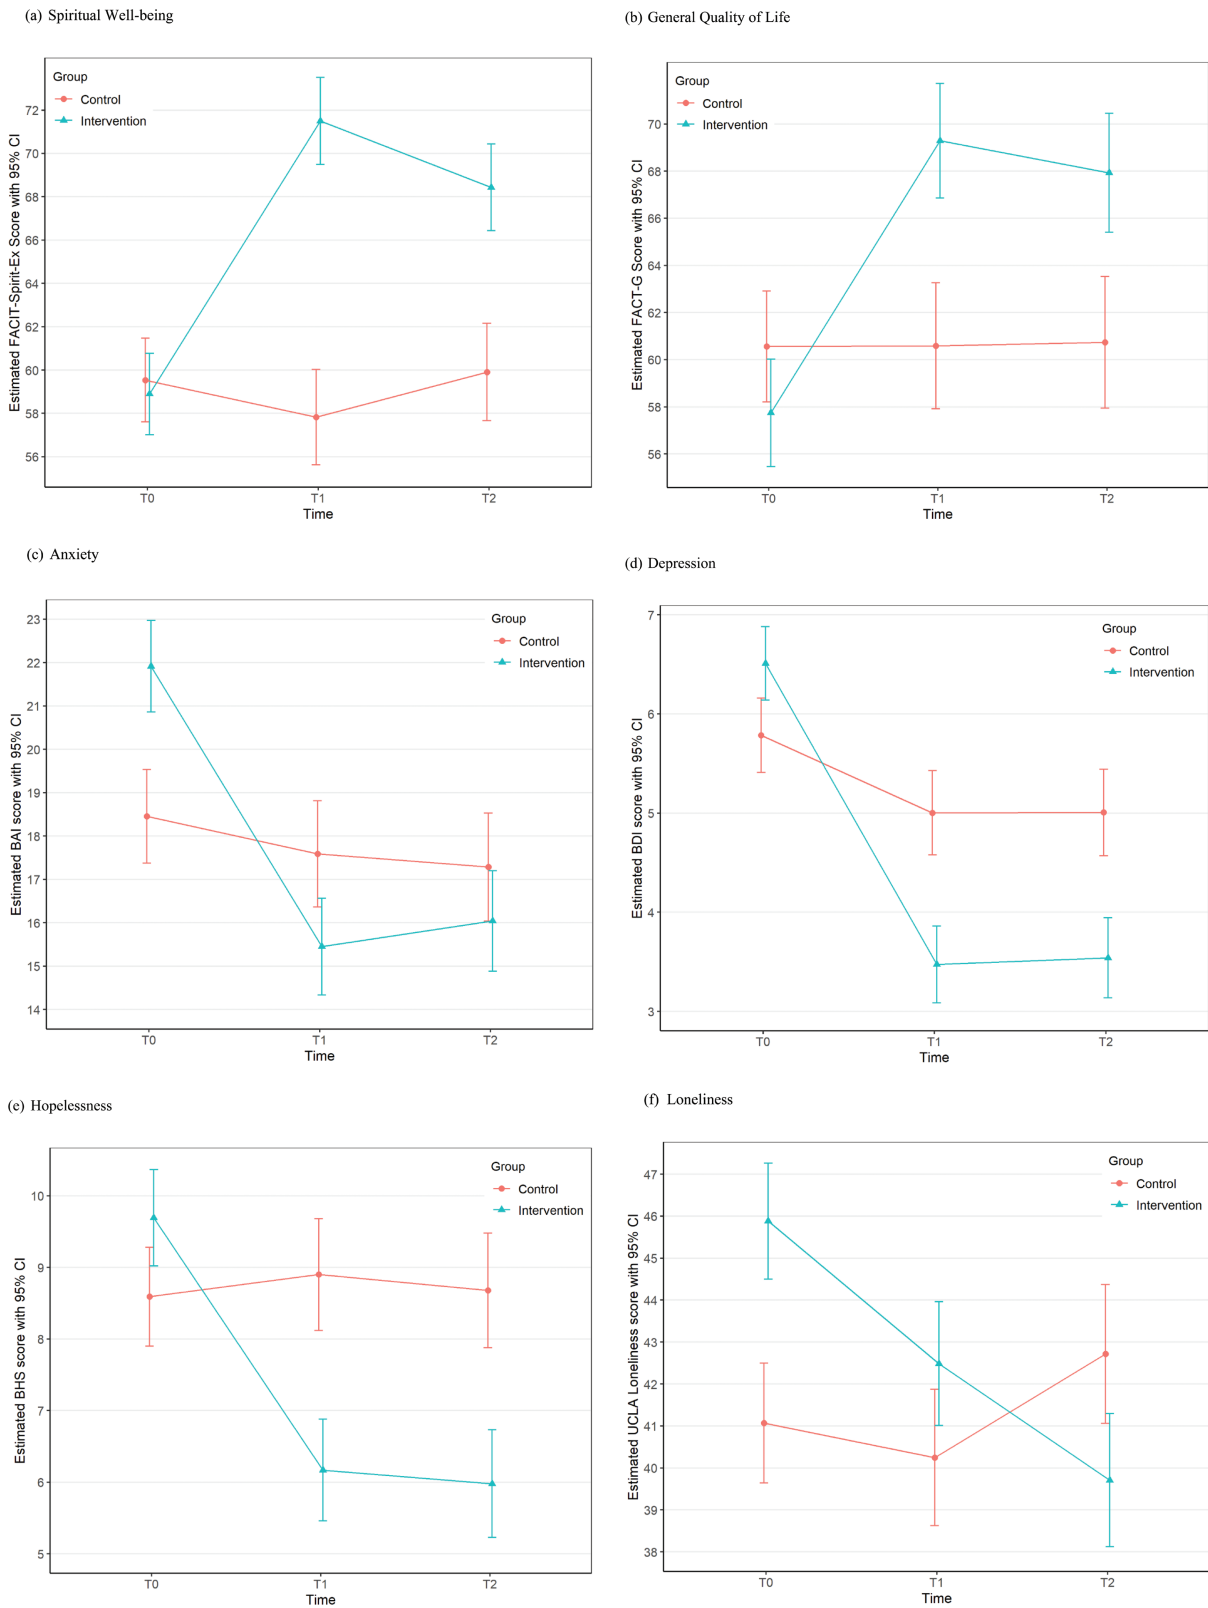 (a) Spiritual Well-being
Estimated FACIT-Spirit-Ex Score with 95% CI
Group
Control
Intervention
72
70
68
66
64
62
60
58
56
T0
T1
T2
Time
(b) General Quality of Life
Estimated FACT-G Score with 95% CI
Group
Control
Intervention
70
68
66
64
62
60
58
56
T0
T1
T2
Time
(c) Anxiety
Estimated BAI score with 95% CI
Group
Control
Intervention
23
22
21
20
19
18
17
16
15
14
T0
T1
T2
Time
(d) Depression
Estimated BDI score with 95% CI
Group
Control
Intervention
7
6
5
4
3
T0
T1
T2
Time
(e) Hopelessness
Estimated BHS score with 95% CI
Group
Control
Intervention
10
9
8
7
6
5
T0
T1
T2
Time
(f) Loneliness
Estimated UCLA Loneliness score with 95% CI
Group
Control
Intervention
47
46
45
44
43
42
41
40
39
38
T0
T1
T2
Time